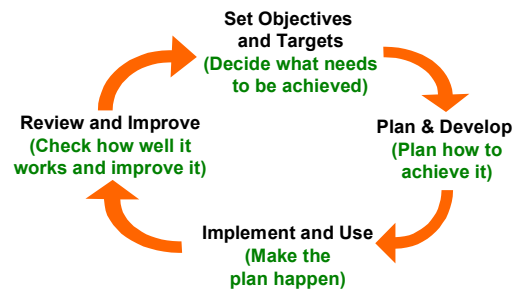 Set Objectives
and Targets
(Decide what needs
to be achieved)
Plan & Develop
(Plan how to
achieve it)
Implement and Use
(Make the
plan happen)
Review and Improve
(Check how well it
works and improve it)